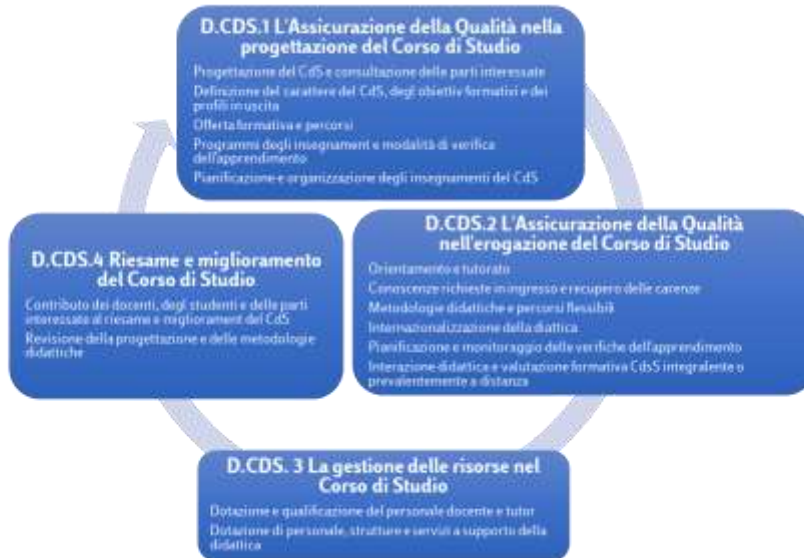 D.CDS.1 L'Assicurazione della Qualità nella
progettazione del Corso di Studio
Progettazione del CdS e consultazione delle parti interessate
Definizione del carattere del CdS, degli obiettiv formativi e dei
profili in uscita
Offerta formativa e percorsi
Programmi degli insegnament e modalità di verifica
dell'apprendimento
Pianificazione e organizzazione degli insegnamenti del CdS
D.CDS.2 L'Assicurazione della Qualità
nell'erogazione del Corso di Studio
Orientamento e tutorato
Conoscenze richieste in ingresso e recupero delle carenze
Metodologie didattiche e percorsi flessibili
Internazionalizzazione della diattica
Pianificazione e monitoraggio delle verifiche dell'apprendimento
Interazione didattica e valutazione formativa CdsS integralente o
prevalentemente a distanza
D.CDS. 3 La gestione delle risorse nel
Corso di Studio
Dotazione e qualificazione del personale docente e tutor
Dotazione di personale, strutture e servizi a supporto della
didattica
D.CDS.4 Riesame e miglioramento
del Corso di Studio
Contributo dei docenti, degli studenti e delle parti
interessate al riesame e migliorament del CdS
Revisione della progettazione e delle metodologie
didattiche